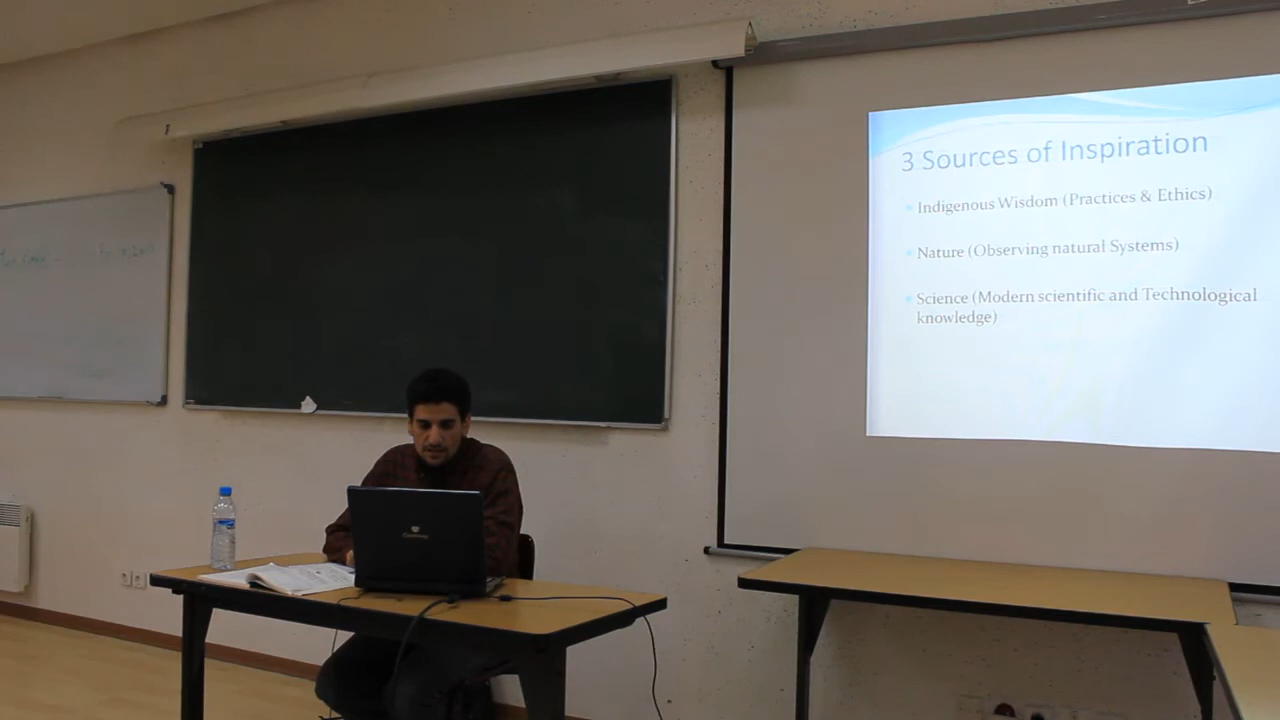 3 Sources of Inspiration
Indigenous Wisdom (Practices & Ethics)
Nature (Observing natural Systems)
Science (Modern scientific and Technological
knowledge)